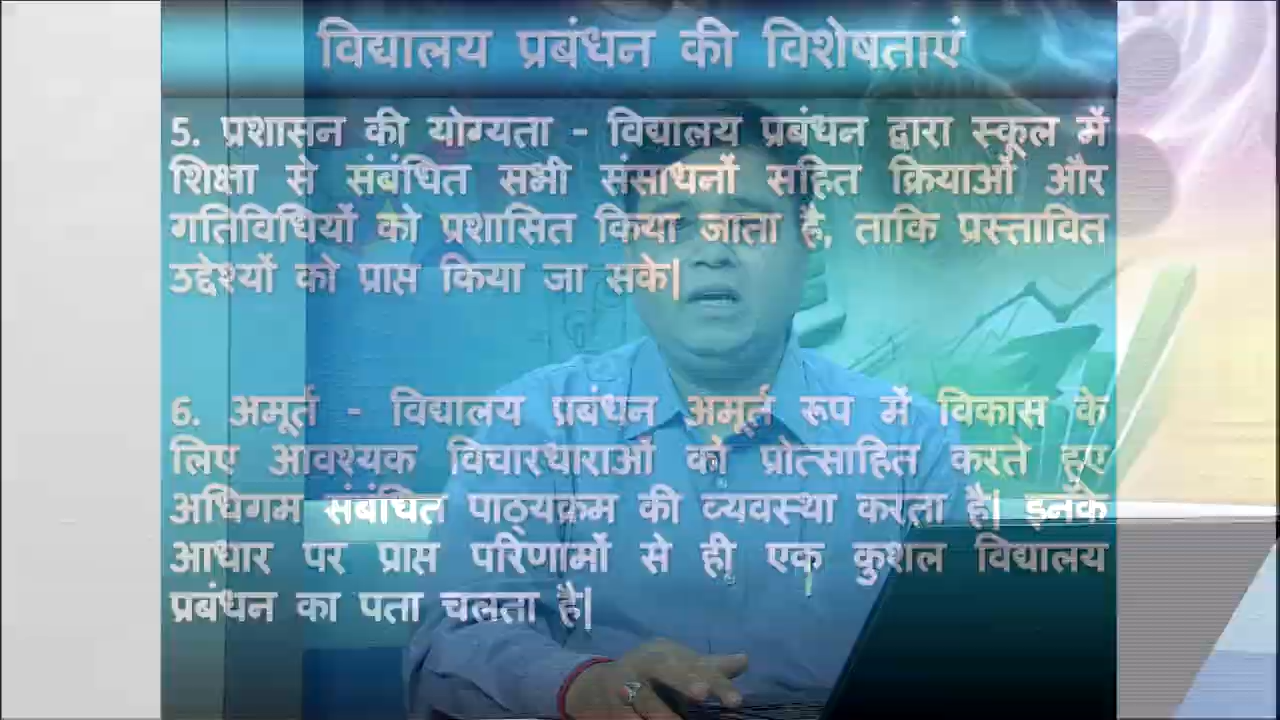 विद्यालय प्रबंधन की विशेषताएं
5. प्रशासन की योग्यता - विद्यालय प्रबंधन द्वारा स्कूल में
शिक्षा से संबंधित सभी संसाधनों सहित क्रियाओं और
गतिविधियों को प्रशासित किया जाता है, ताकि प्रस्तावित
उद्देश्यों को प्राप्त किया जा सके|
6. अमूर्त - विद्यालय प्रबंधन अमूर्त रूप में विकास के
लिए आवश्यक विचारधाराओं को प्रोत्साहित करते हुए
अधिगम संबंधित पाठ्यक्रम की व्यवस्था करता है| इनके
आधार पर प्राप्त परिणामों से ही एक कुशल विद्यालय
प्रबंधन का पता चलता है|